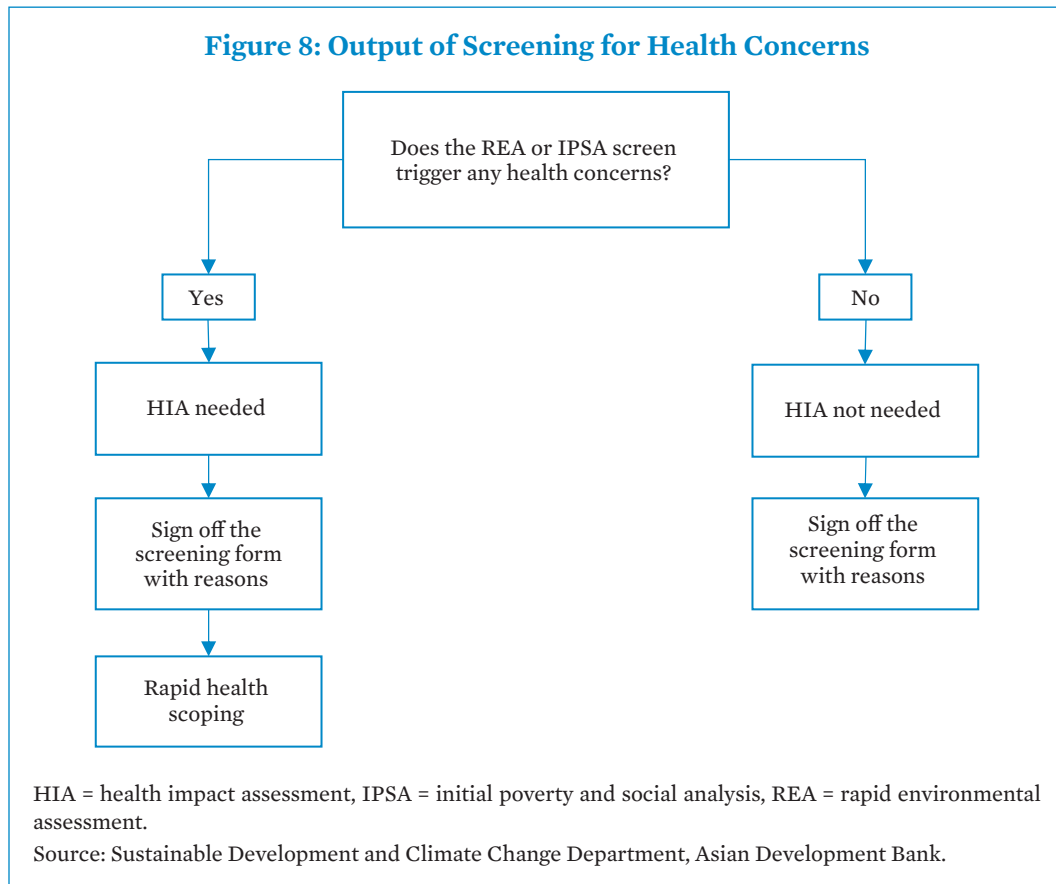 Figure 8: Output of Screening for Health Concerns
Does the REA or IPSA screen
trigger any health concerns?
Yes
No
HIA needed
HIA not needed
Sign off the
screening form
with reasons
Sign off the
screening form
with reasons
Rapid health
scoping
HIA = health impact assessment, IPSA = initial poverty and social analysis, REA = rapid environmental
assessment.
Source: Sustainable Development and Climate Change Department, Asian Development Bank.